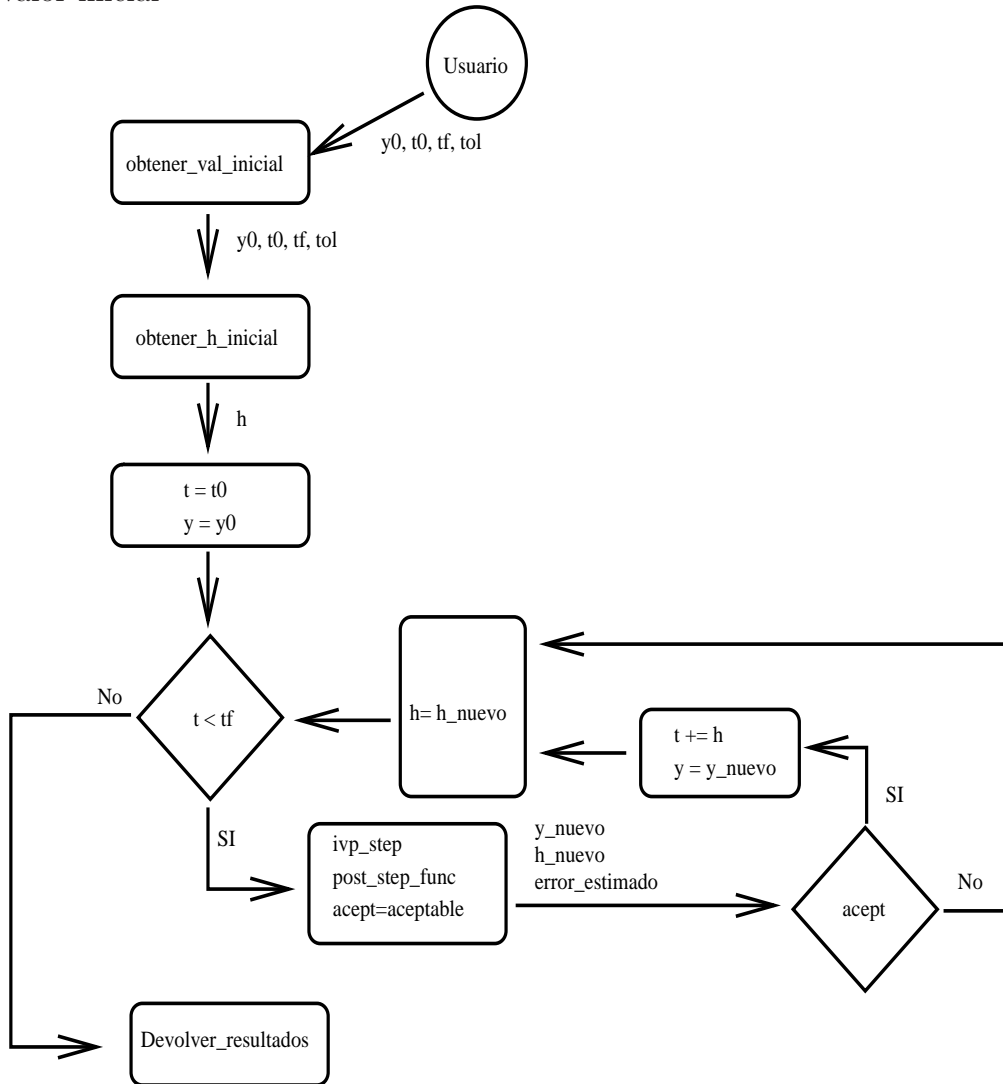 valor inicial
Usuario
y0, t0, tf, tol
obtener_val_inicial
y0, t0, tf, tol
obtener_h_inicial
h
t = t0
y = y0
No
t < tf
h= h_nuevo
t += h
y = y_nuevo
SI
SI
ivp_step
post_step_func
acept=aceptable
y_nuevo
h_nuevo
error_estimado
acept
No
Devolver_resultados